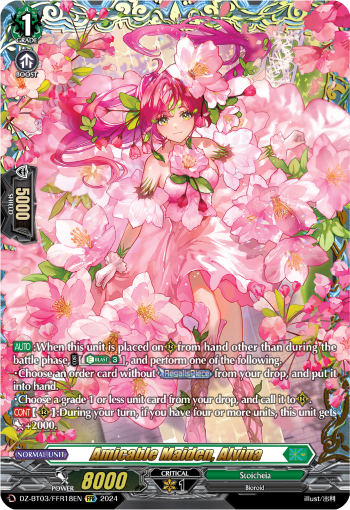 1
GRADE
BOOST
5000
SHIELD
AUTO :When this unit is placed on R from hand other than during the
battle phase, COST [E-BLAST 3], and perform one of the following.
•Choose an order card without RegalisPiece from your drop, and put it
into hand.
•Choose a grade 1 or less unit card from your drop, and call it to R.
CONT [R]:During your turn, if you have four or more units, this unit gets
+2000.
NORMAL UNIT
Amicable Maiden, Alvina
POWER
8000
CRITICAL
1
Stoicheia
Bioroid
DZ-BT03/FFR18EN FFR 2024
illust/出利